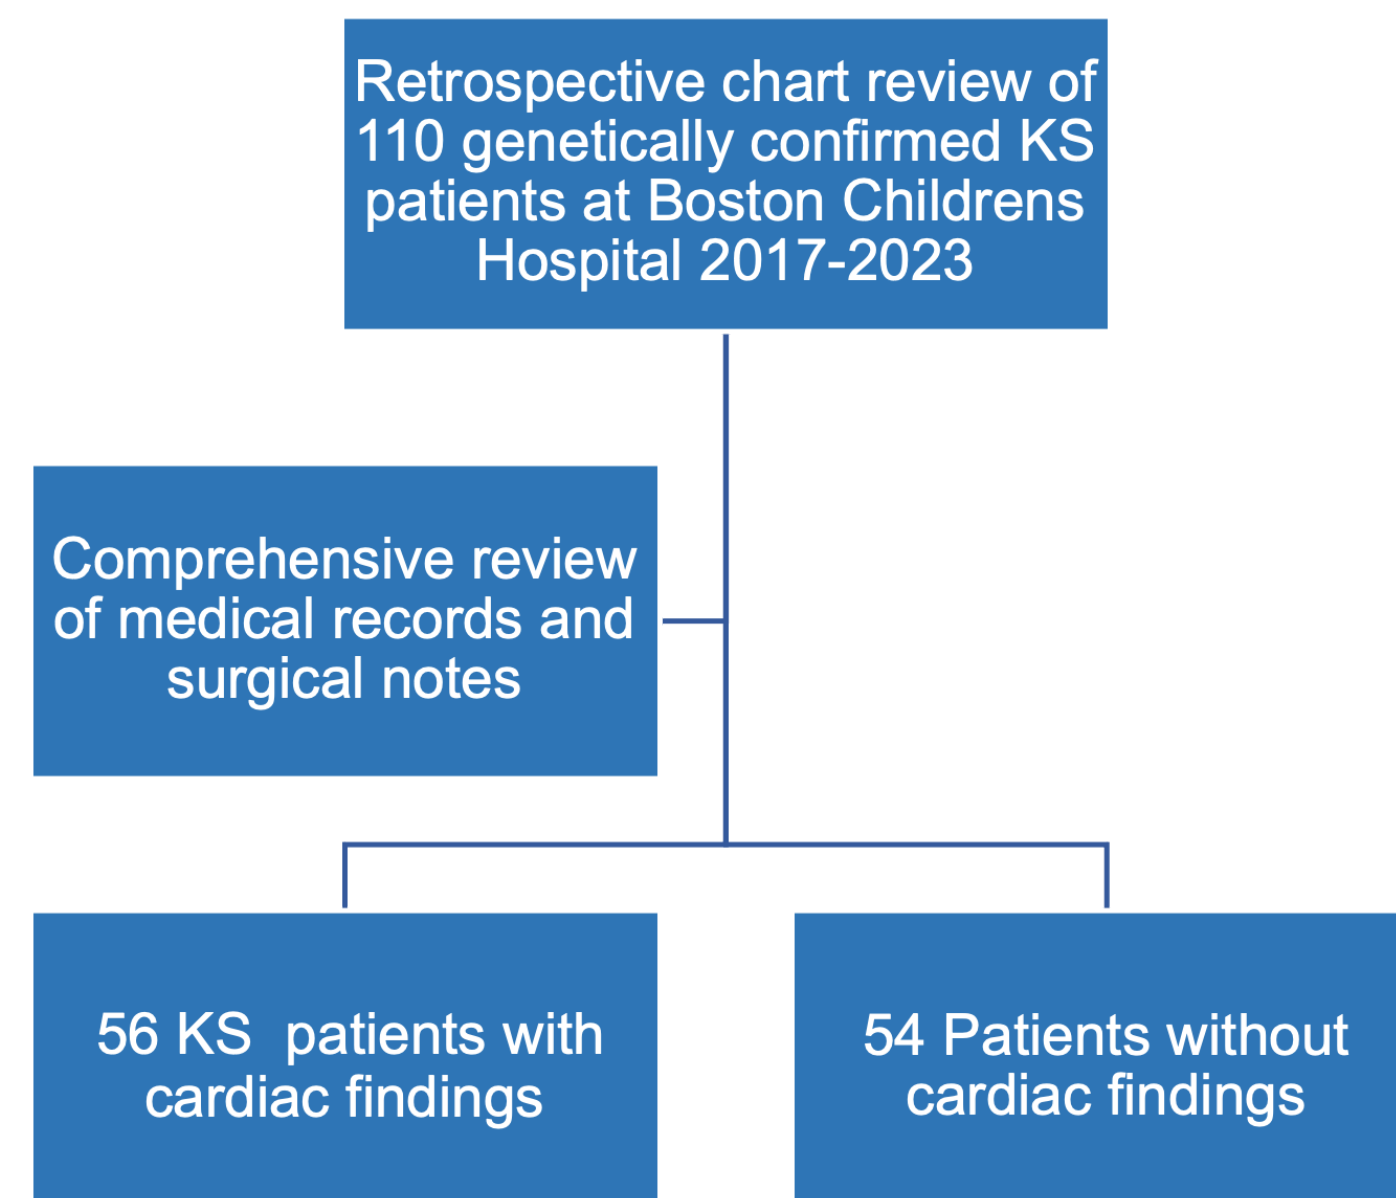 Retrospective chart review of
110 genetically confirmed KS
patients at Boston Childrens
Hospital 2017-2023
Comprehensive review
of medical records and
surgical notes
56 KS  patients with
cardiac findings
54 Patients without
cardiac findings